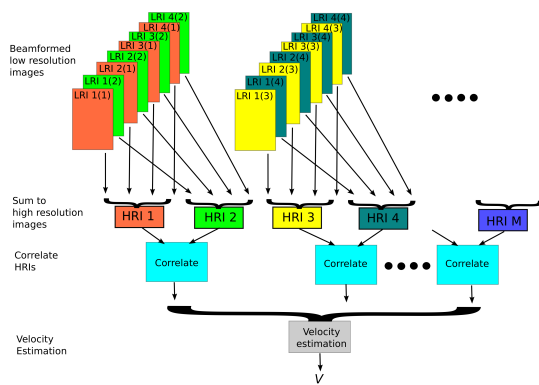 Beamformed
low resolution
images
LRI 4(2)
LRI 4(1)
LRI 3(2)
LRI 3(1)
LRI 2(2)
LRI 2(1)
LRI 1(2)
LRI 1(1)
LRI 4(4)
LRI 4(3)
LRI 3(4)
LRI 3(3)
LRI 2(4)
LRI 2(3)
LRI 1(4)
LRI 1(3)
Sum to
high resolution
images
HRI 1
HRI 2
HRI 3
HRI 4
HRI M
Correlate
HRIs
Correlate
Correlate
Correlate
Velocity
Estimation
Velocity
estimation
V